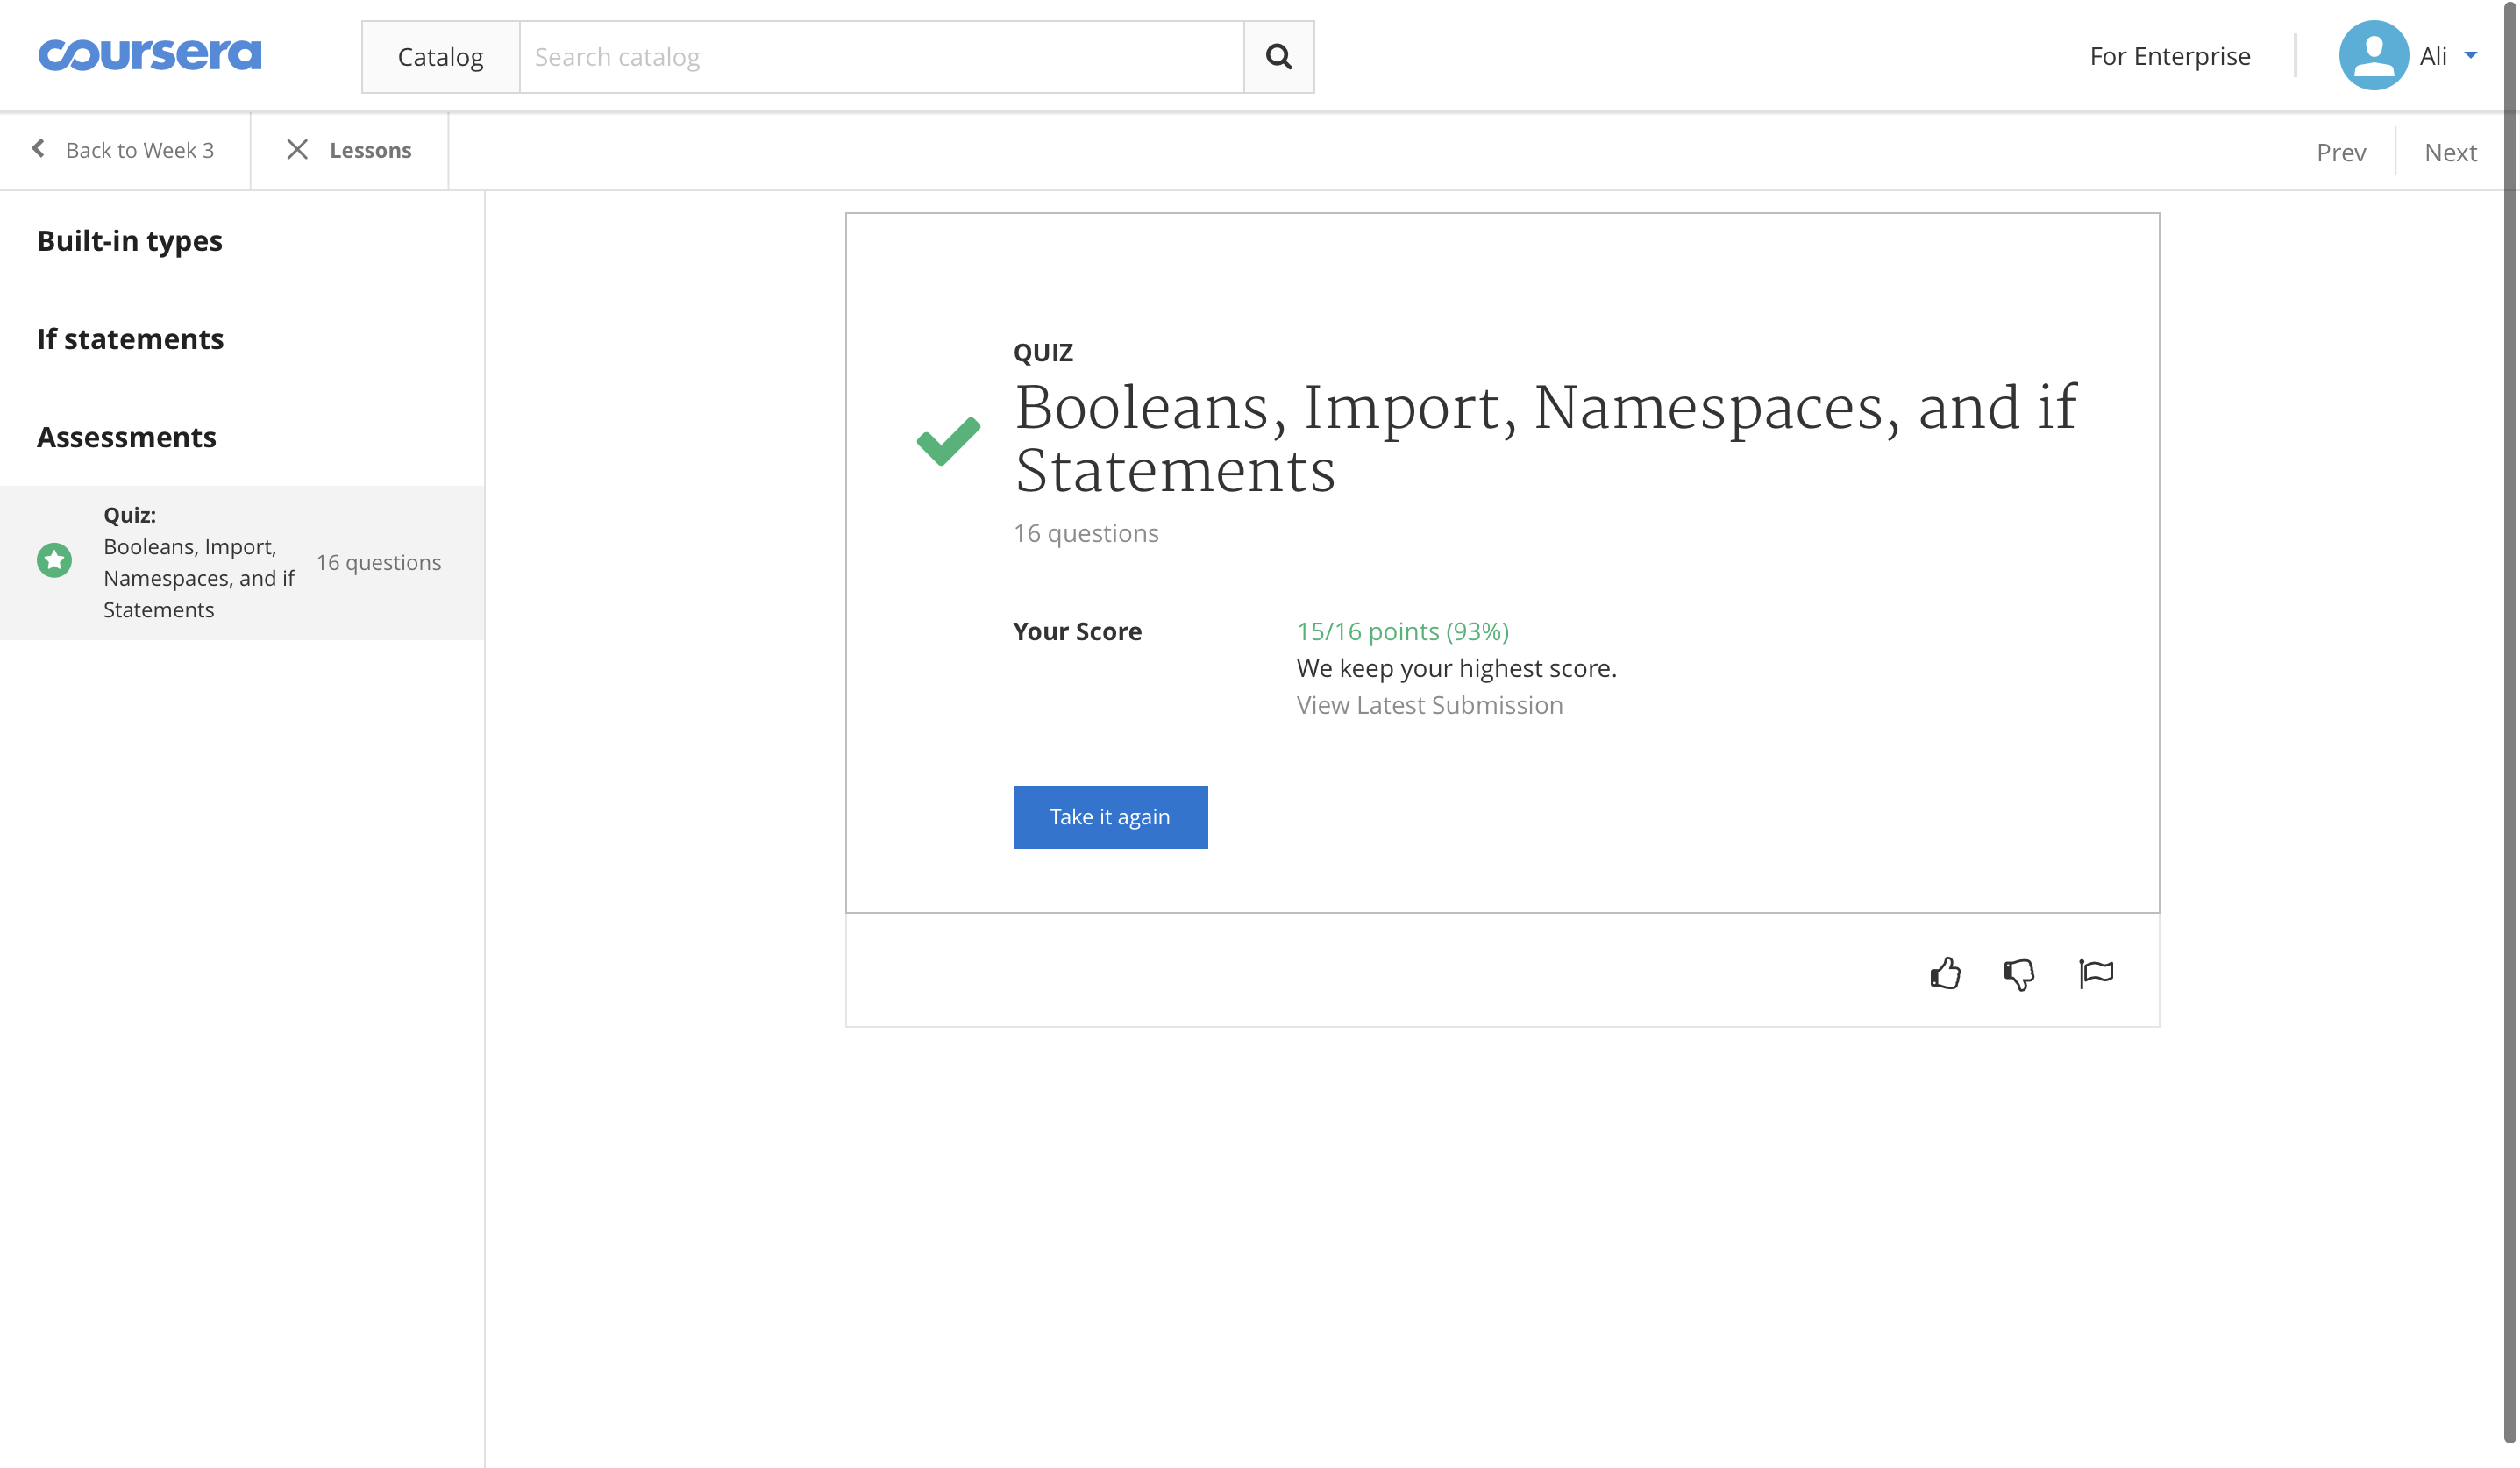 coursera
Catalog
Search catalog
For Enterprise
Ali
Back to Week 3
Lessons
Prev
Next
Built-in types
If statements
Assessments
Quiz:
Booleans, Import,
Namespaces, and if
Statements
16 questions
QUIZ
Booleans, Import, Namespaces, and if
Statements
16 questions
Your Score
15/16 points (93%)
We keep your highest score.
View Latest Submission
Take it again